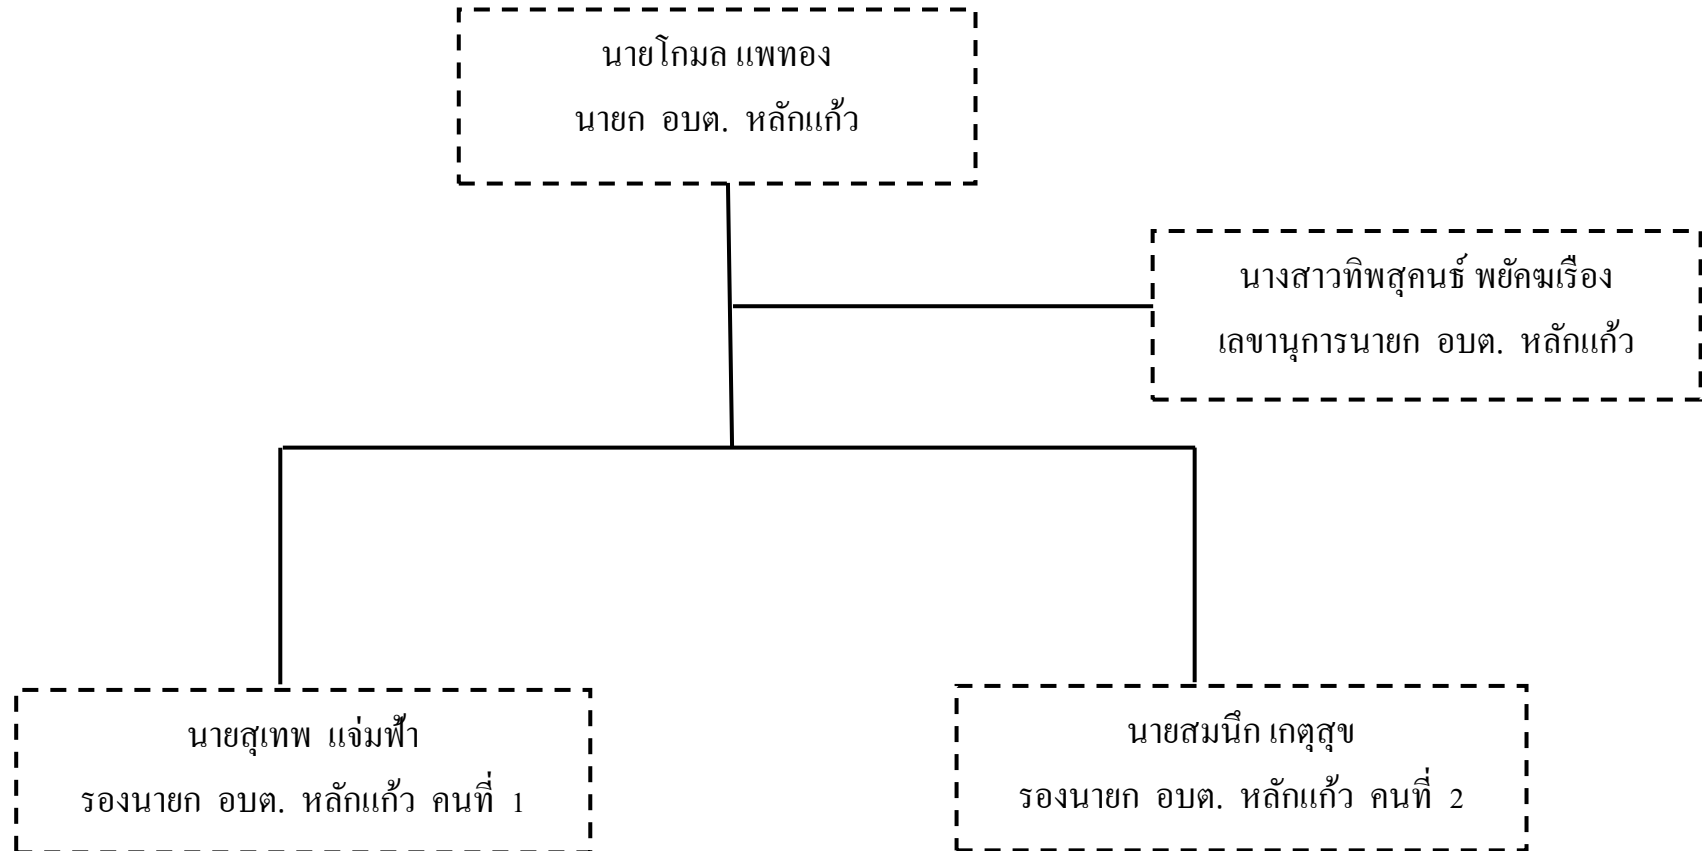 นายโกมล แพทอง
นายก อบต. หลักแก้ว
นางสาวทิพสุคนธ์ พยัคฆเรือง
เลขานุการนายก อบต. หลักแก้ว
นายสุเทพ แจ่มฟ้า
รองนายก อบต. หลักแก้ว คนที่ 1
นายสมนึก เกตุสุข
รองนายก อบต. หลักแก้ว คนที่ 2